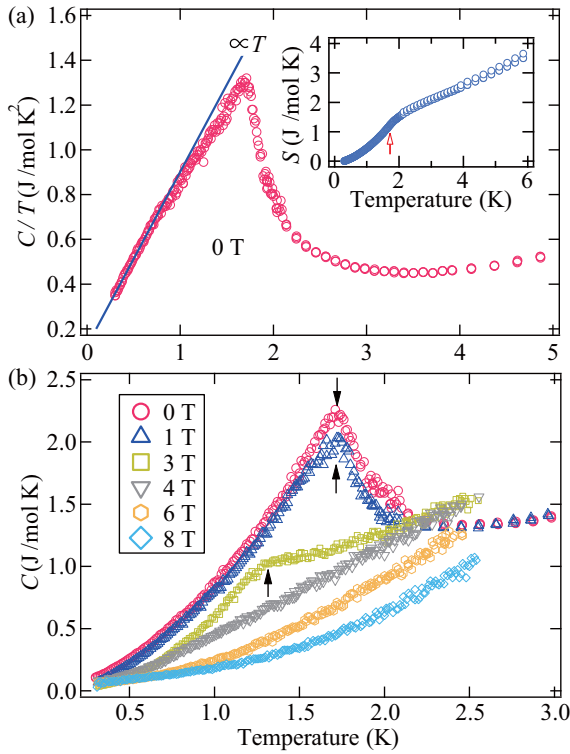 (a)
∝T
1.6
1.4
1.2
1.0
0.8
0.6
0.4
0.2
C/T (J/mol K²)
0 T
0 1 2 3 4 5
4
3
2
1
0
S (J /mol K)
0 2 4 6
Temperature (K)
(b)
2.5
2.0
1.5
1.0
0.5
0.0
C (J /mol K)
0 T
1 T
3 T
4 T
6 T
8 T
0.5 1.0 1.5 2.0 2.5 3.0
Temperature (K)